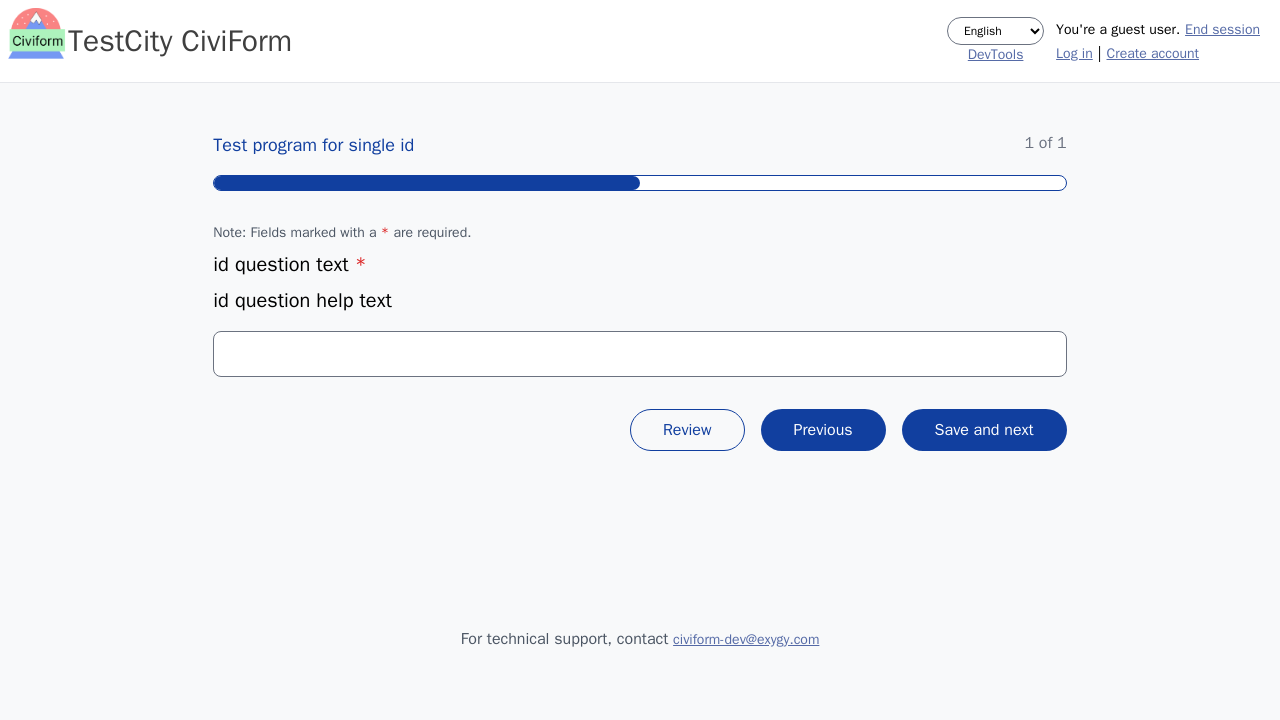 Civiform
TestCity CiviForm
English
DevTools
You're a guest user. End session
Log in | Create account
Test program for single id
1 of 1
Note: Fields marked with a * are required.
id question text *
id question help text
Review
Previous
Save and next
For technical support, contact civiform-dev@exygy.com